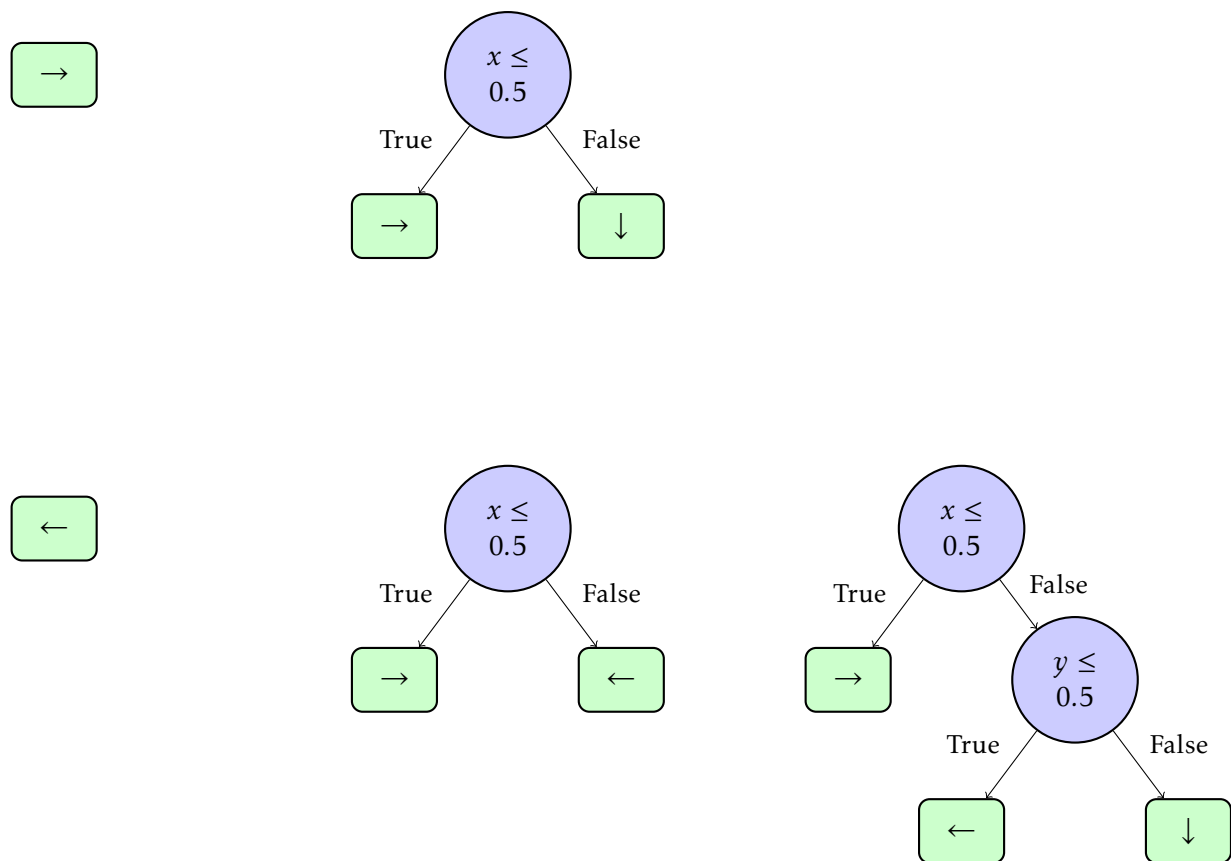 →
x ≤
0.5
True
False
→
↓
←
x ≤
0.5
True
False
→
←
x ≤
0.5
True
False
→
y ≤
0.5
True
False
←
↓